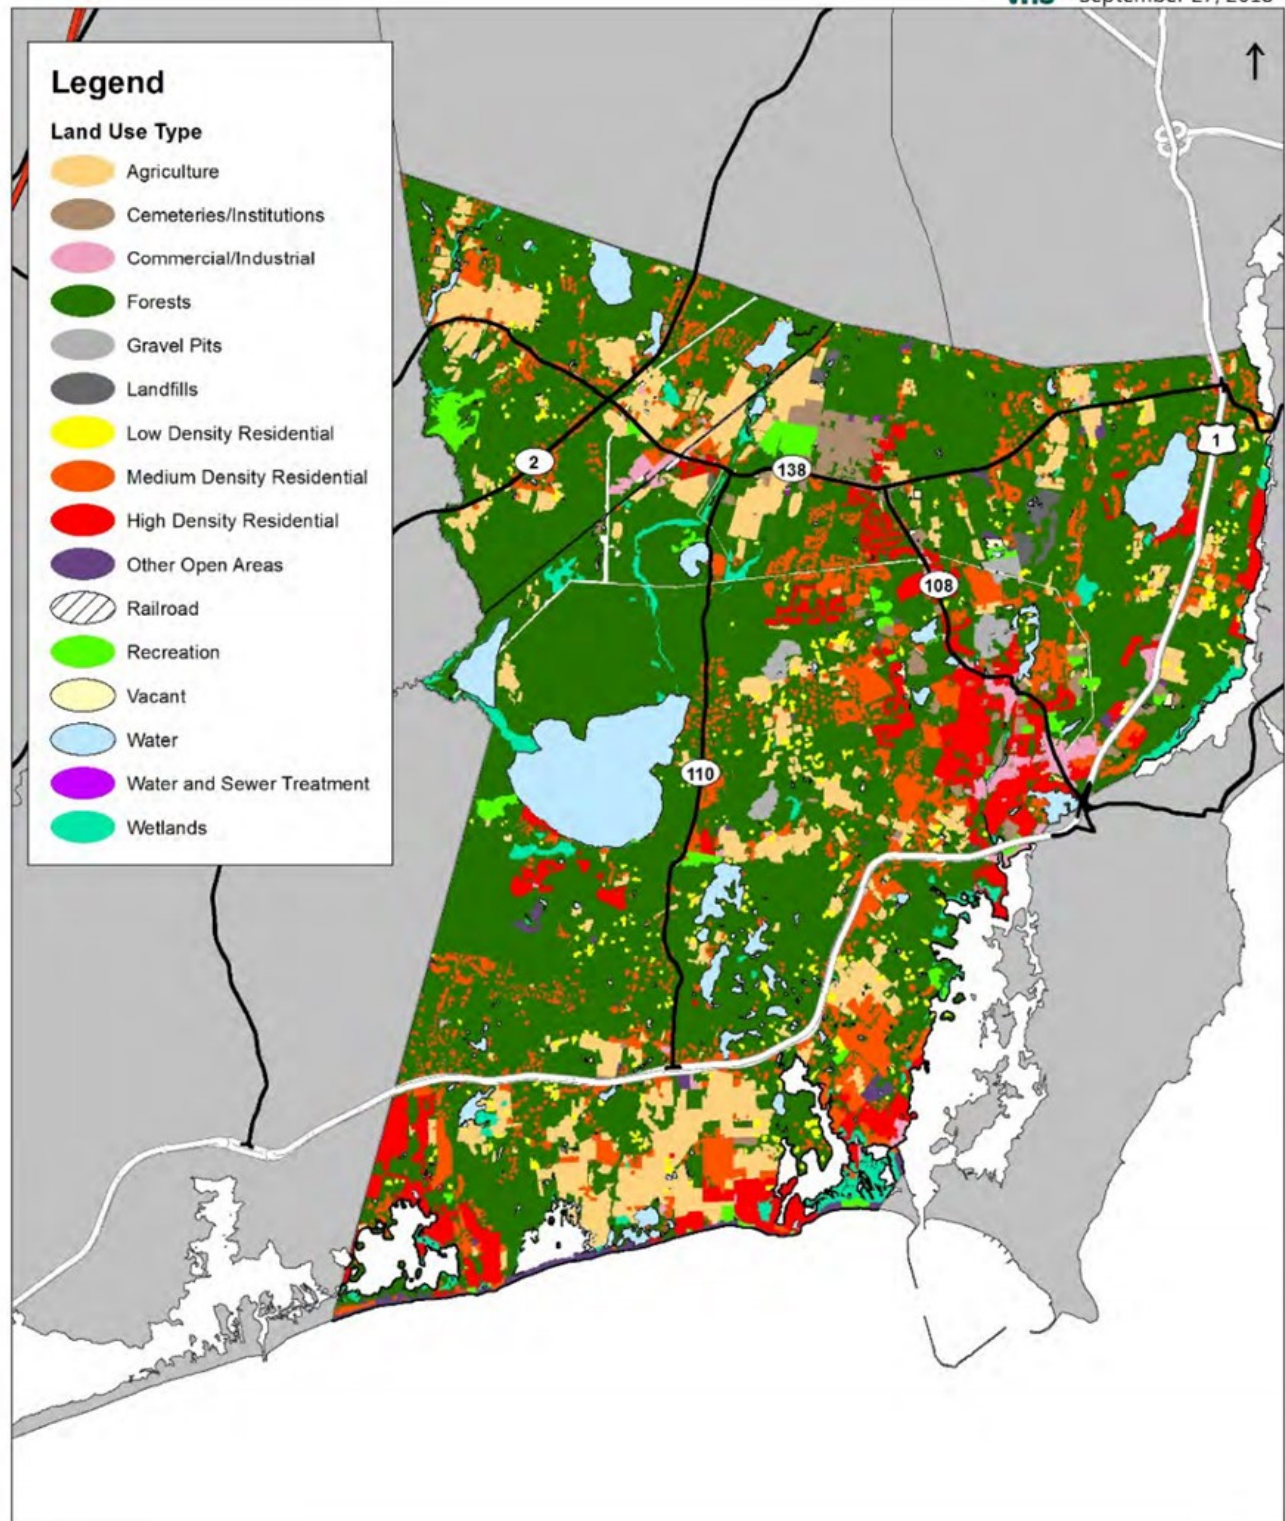 September 27, 2018
Legend
Land Use Type
Agriculture
Cemeteries/Institutions
Commercial/Industrial
Forests
Gravel Pits
Landfills
Low Density Residential
Medium Density Residential
High Density Residential
Other Open Areas
Railroad
Recreation
Vacant
Water
Water and Sewer Treatment
Wetlands
1
2
138
108
110